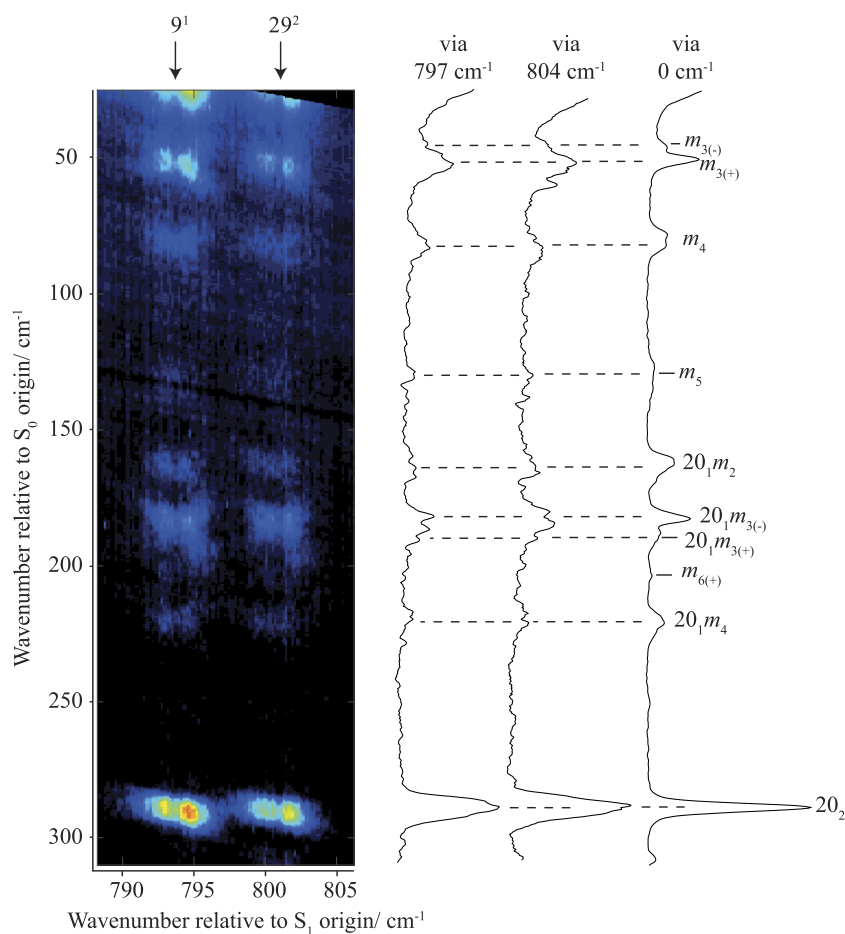 9¹ 29²
via via via
797 cm⁻¹ 804 cm⁻¹ 0 cm⁻¹
m₃₍₋₎
50
m₃₍₊₎
m₄
100
m₅
150
20₁m₂
20₁m₃₍₋₎
20₁m₃₍₊₎
200
m₆₍₊₎
20₁m₄
250
20₂
300
Wavenumber relative to S₀ origin/ cm⁻¹
790 795 800 805
Wavenumber relative to S₁ origin/ cm⁻¹